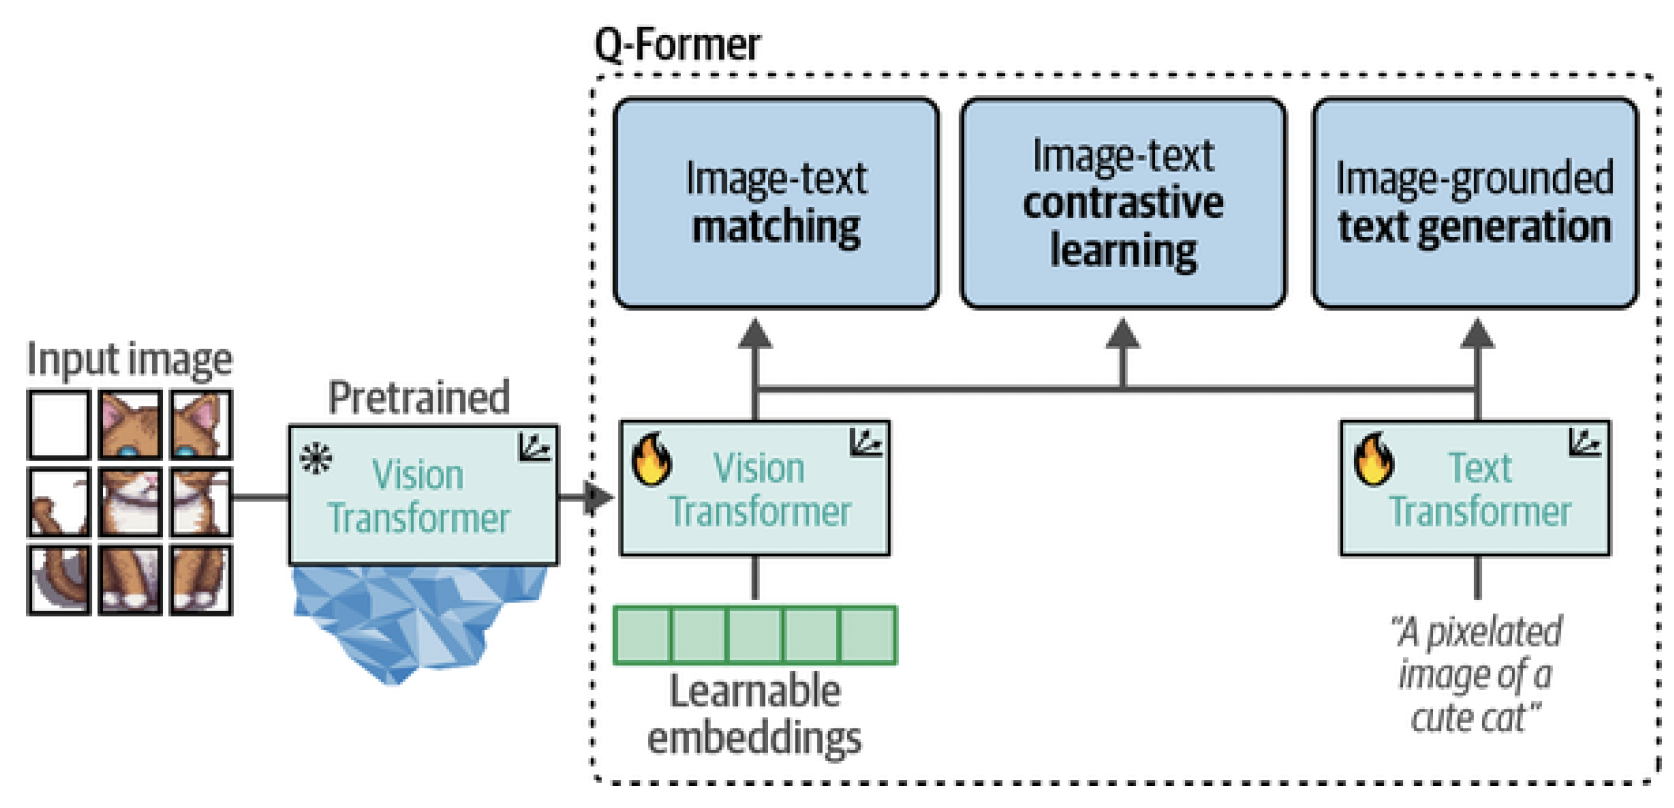 Q-Former
Image-text
matching
Image-text
contrastive
learning
Image-grounded
text generation
Input image
Pretrained
Vision
Transformer
Vision
Transformer
Text
Transformer
Learnable
embeddings
"A pixelated
image of a
cute cat"